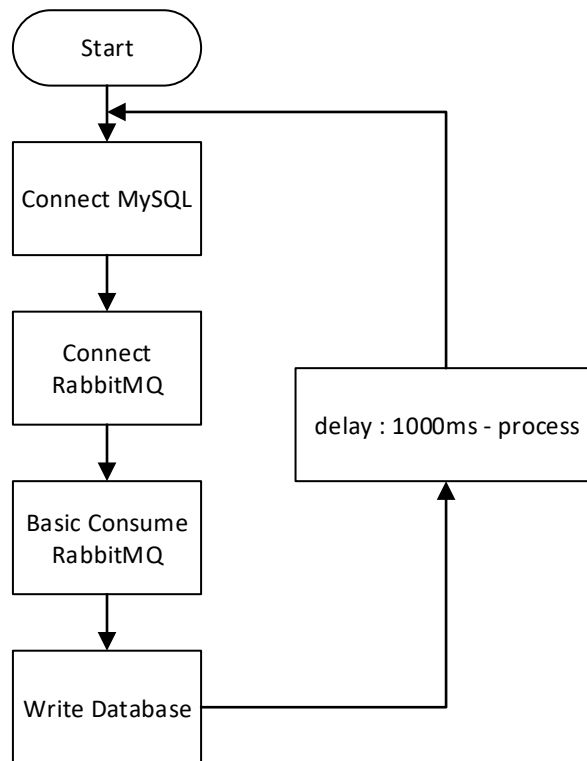 Start
Connect MySQL
Connect
RabbitMQ
delay : 1000ms - process
Basic Consume
RabbitMQ
Write Database